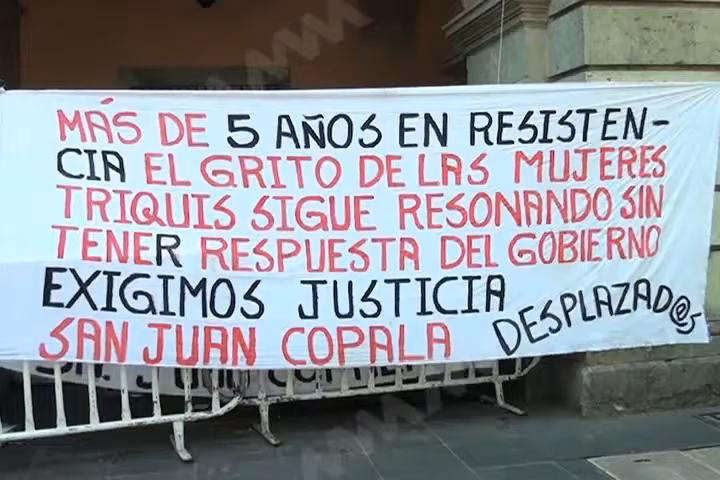 MÁS DE 5 AÑOS EN RESISTEN-
CIA EL GRITO DE LAS MUJERES
TRIQUIS SIGUE RESONANDO SIN
TENER RESPUESTA DEL GOBIERNO
EXIGIMOS JUSTICIA
SAN JUAN COPALA DESPLAZAD@S